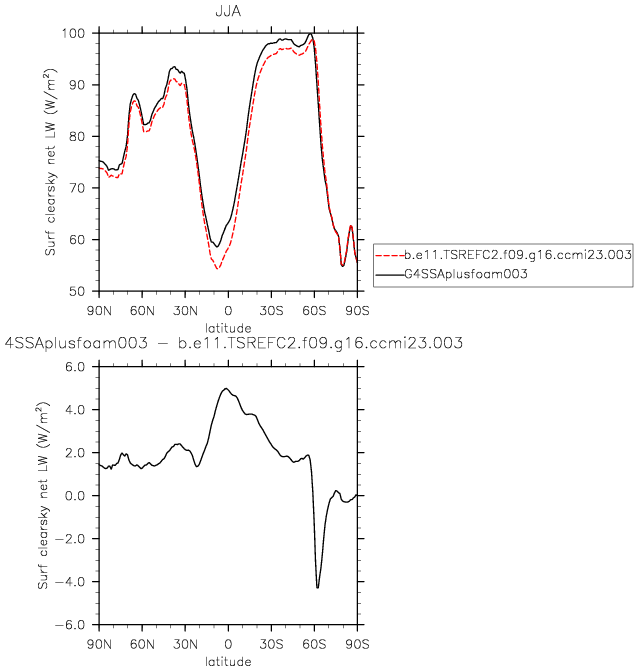 JJA
Surf clearsky net LW (W/m²)
100
90
80
70
60
50
90N 60N 30N 0 30S 60S 90S
latitude
b.e11.TSREFC2.f09.g16.ccmi23.003
G4SSAplusfoam003
4SSAplusfoam003 − b.e11.TSREFC2.f09.g16.ccmi23.003
Surf clearsky net LW (W/m²)
6.0
4.0
2.0
0.0
−2.0
−4.0
−6.0
90N 60N 30N 0 30S 60S 90S
latitude